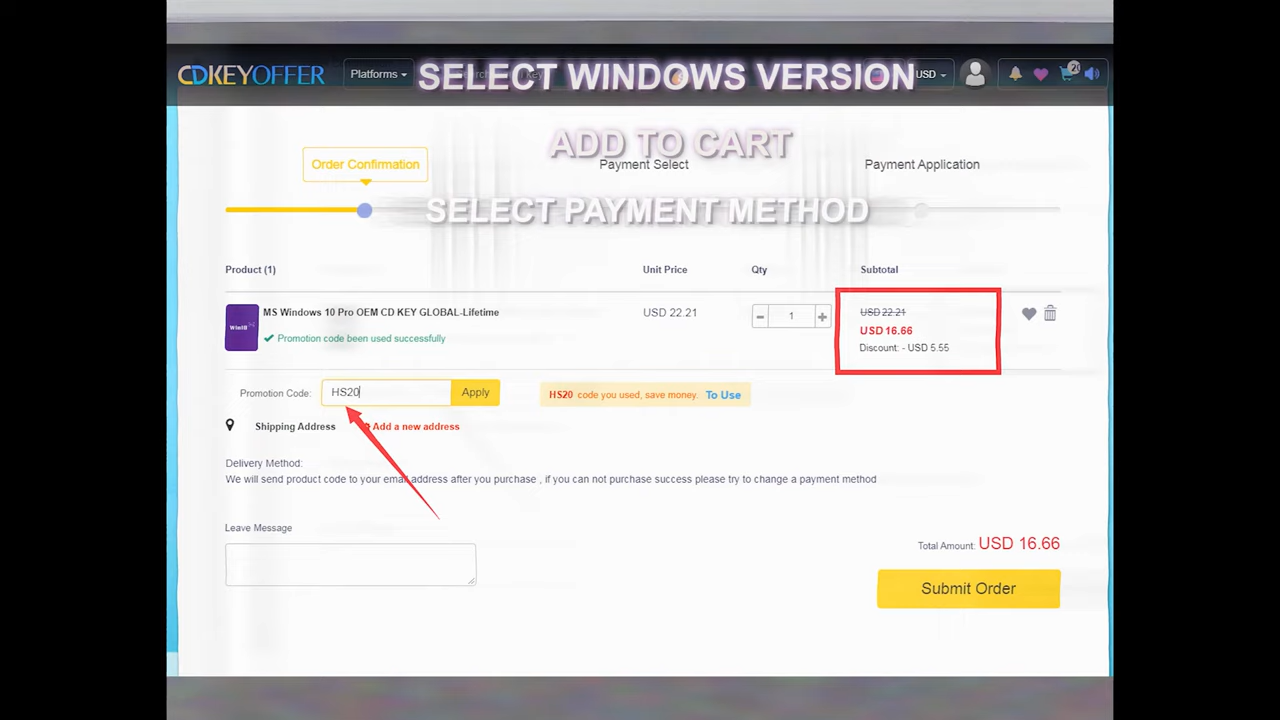 CDKEYOFFER Platforms SELECT WINDOWS VERSION USD
ADD TO CART
Order Confirmation Payment Select Payment Application
SELECT PAYMENT METHOD
Product (1) Unit Price Qty Subtotal
MS Windows 10 Pro OEM CD KEY GLOBAL-Lifetime USD 22.21 1 USD 22.21
Win10 USD 16.66
Promotion code been used successfully Discount: - USD 5.55
Promotion Code: HS20 Apply HS20 code you used, save money. To Use
Shipping Address Add a new address
Delivery Method:
We will send product code to your email address after you purchase , if you can not purchase success please try to change a payment method
Leave Message
Total Amount: USD 16.66
Submit Order